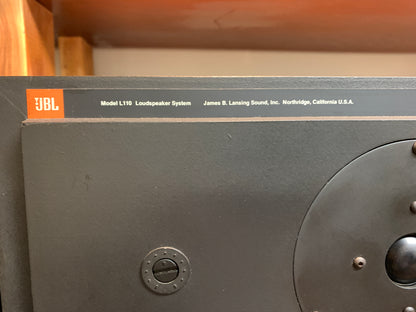 JBL Model L110 Loudspeaker System James B. Lansing Sound, Inc. Northridge, California U.S.A.